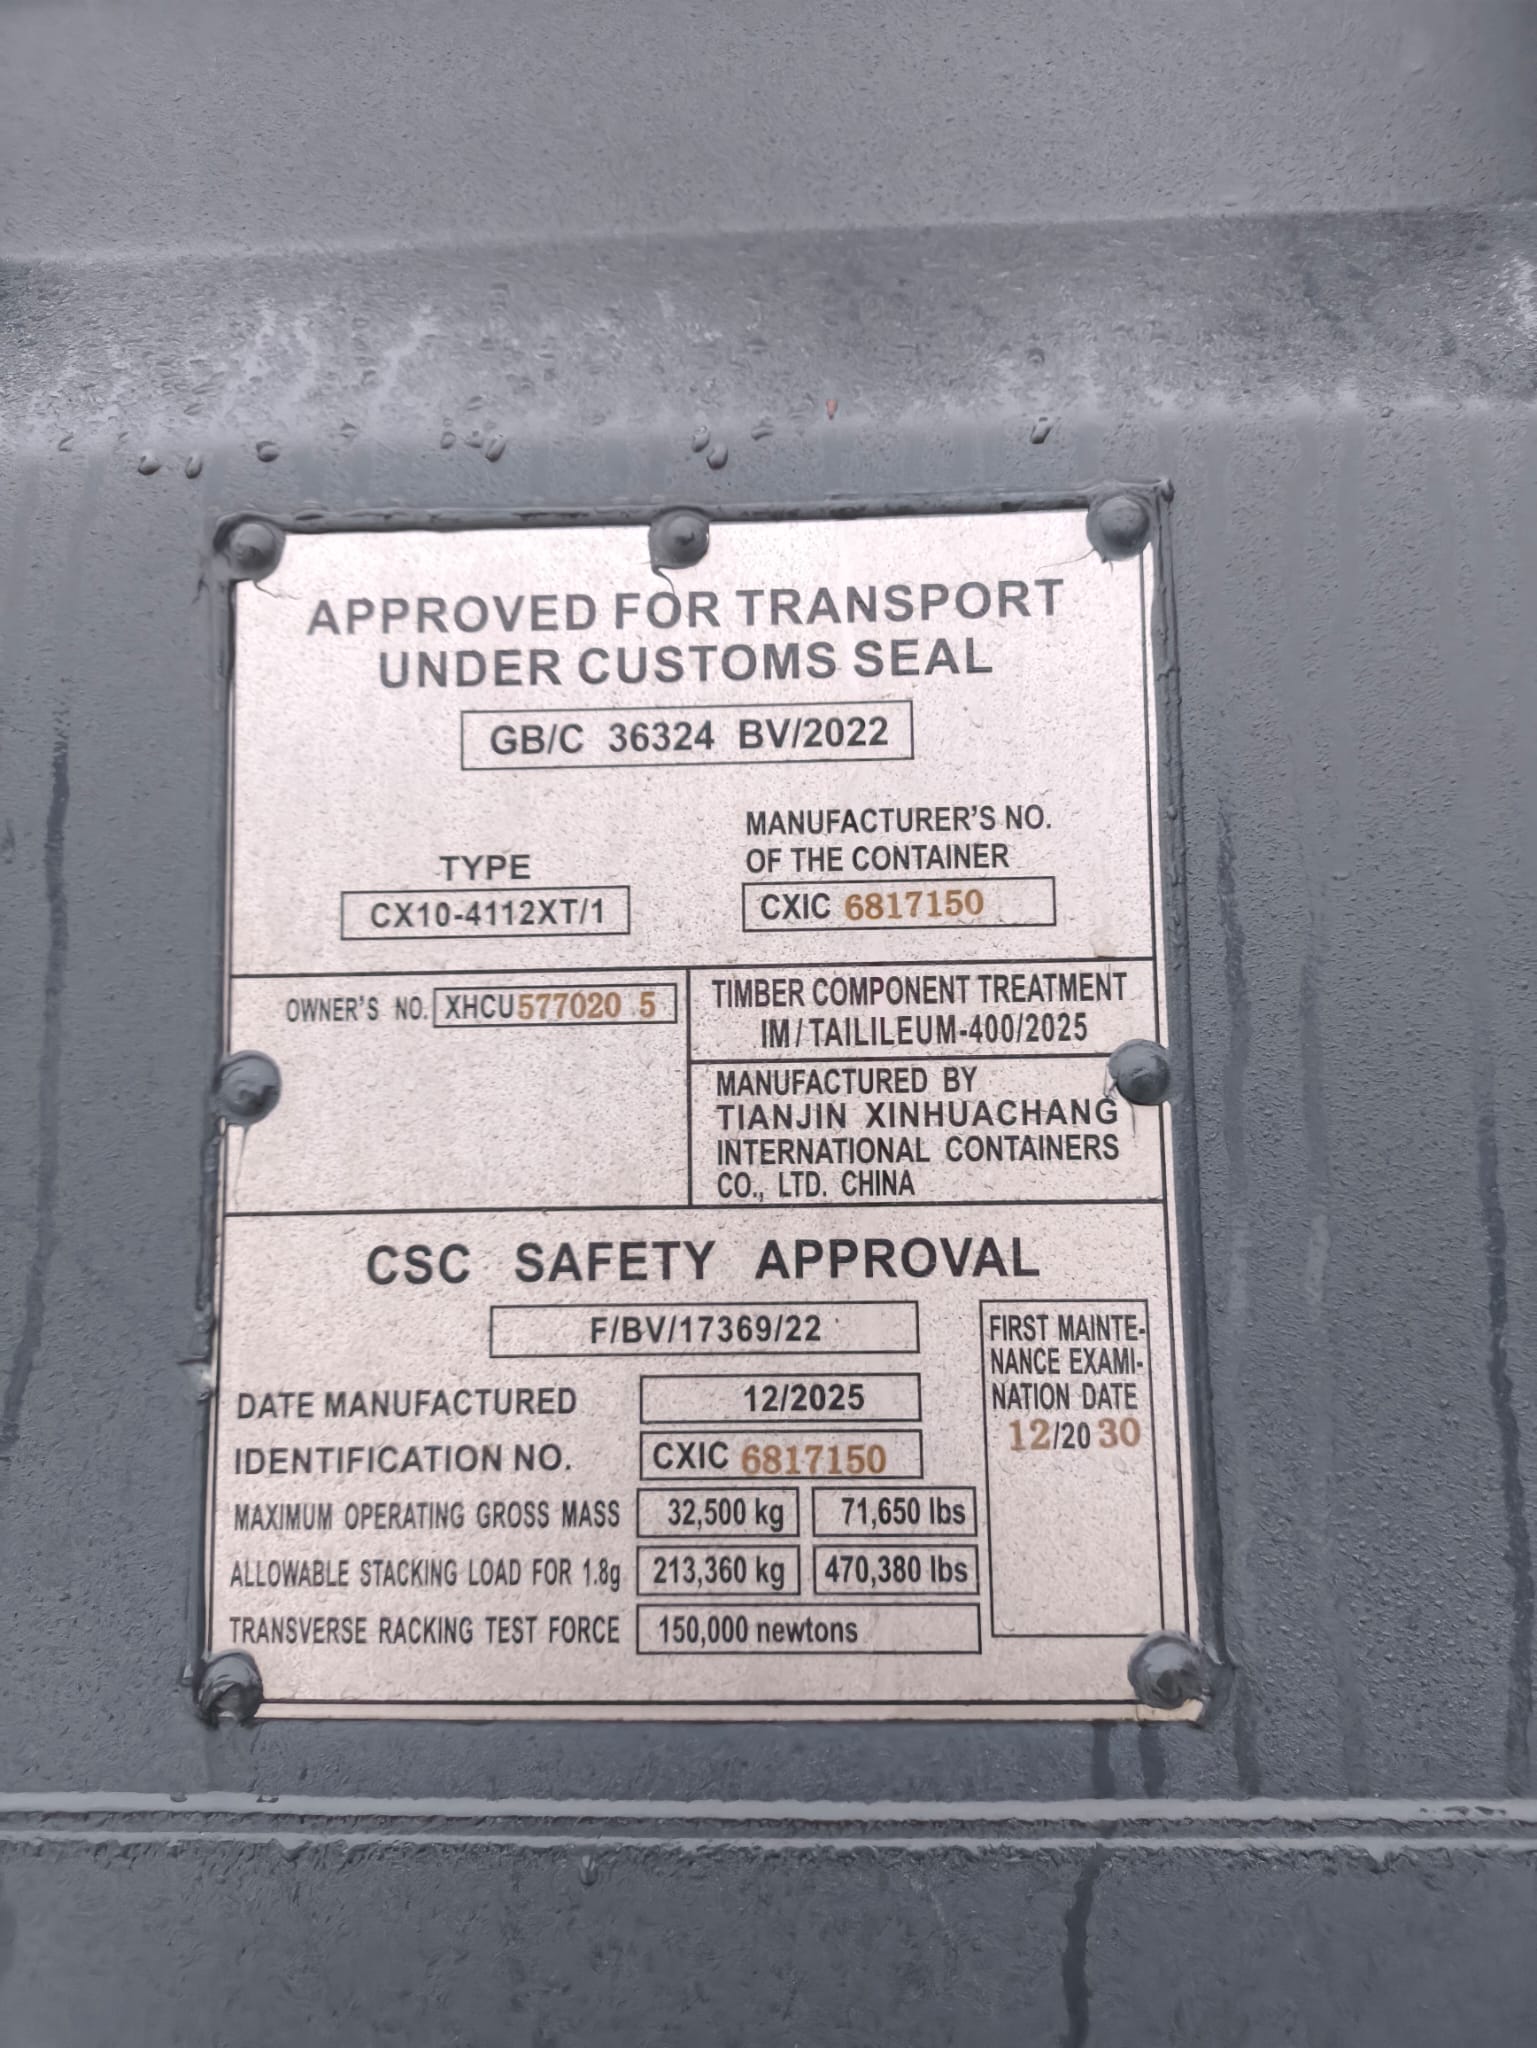 APPROVED FOR TRANSPORT
UNDER CUSTOMS SEAL
GB/C 36324 BV/2022
TYPE
CX10-4112XT/1
MANUFACTURER'S NO.
OF THE CONTAINER
CXIC 6817150
OWNER'S NO. XHCU577020 5
TIMBER COMPONENT TREATMENT
IM/TAILILEUM-400/2025
MANUFACTURED BY
TIANJIN XINHUACHANG
INTERNATIONAL CONTAINERS
CO., LTD. CHINA
CSC SAFETY APPROVAL
F/BV/17369/22
DATE MANUFACTURED 12/2025
IDENTIFICATION NO. CXIC 6817150
MAXIMUM OPERATING GROSS MASS 32,500 kg 71,650 lbs
ALLOWABLE STACKING LOAD FOR 1.8g 213,360 kg 470,380 lbs
TRANSVERSE RACKING TEST FORCE 150,000 newtons
FIRST MAINTE-
NANCE EXAMI-
NATION DATE
12/20 30